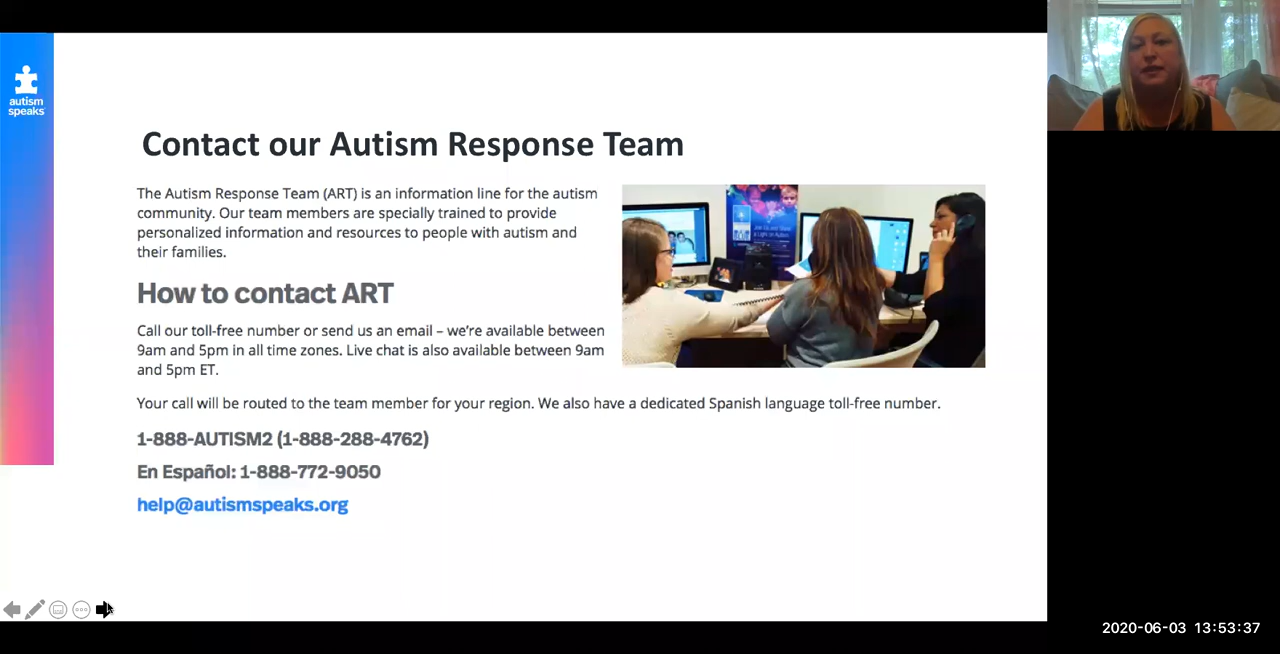 autism
speaks
Contact our Autism Response Team
The Autism Response Team (ART) is an information line for the autism
community. Our team members are specially trained to provide
personalized information and resources to people with autism and
their families.
How to contact ART
Call our toll-free number or send us an email – we’re available between
9am and 5pm in all time zones. Live chat is also available between 9am
and 5pm ET.
Your call will be routed to the team member for your region. We also have a dedicated Spanish language toll-free number.
1-888-AUTISM2 (1-888-288-4762)
En Español: 1-888-772-9050
help@autismspeaks.org
2020-06-03 13:53:37